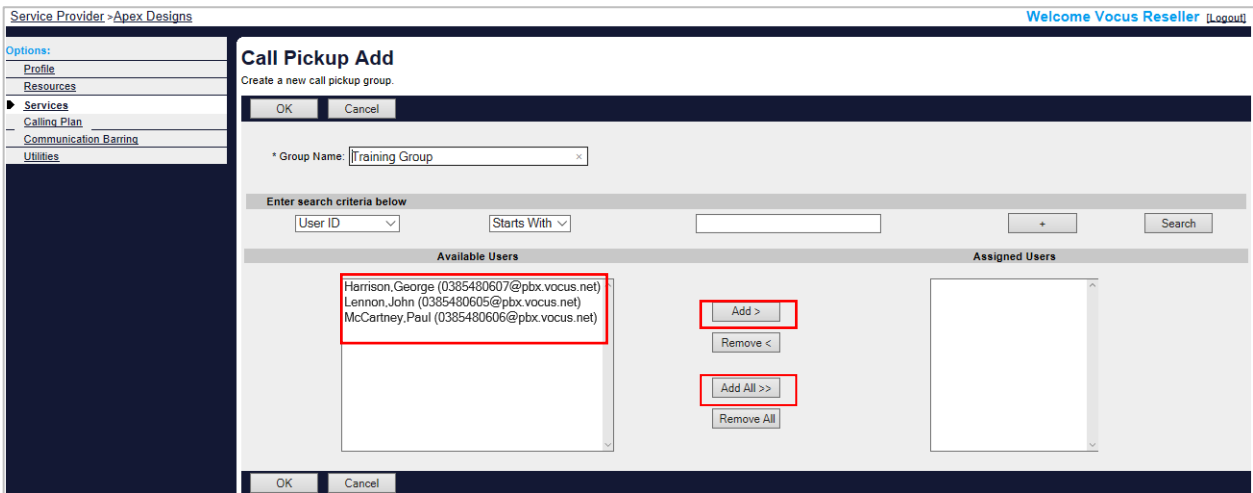 Service Provider >Apex Designs
Welcome Vocus Reseller [Logout]
Options:
Profile
Resources
Services
Calling Plan
Communication Barring
Utilities
Call Pickup Add
Create a new call pickup group.
OK Cancel
* Group Name: Training Group ×
Enter search criteria below
User ID Starts With + Search
Available Users Assigned Users
Harrison,George (0385480607@pbx.vocus.net)
Lennon,John (0385480605@pbx.vocus.net)
McCartney,Paul (0385480606@pbx.vocus.net)
Add >
Remove <
Add All >>
Remove All
OK Cancel